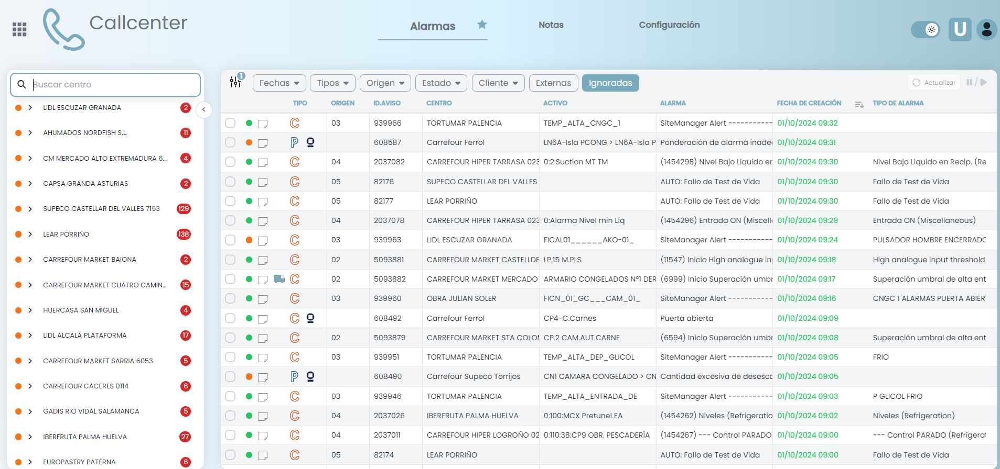 Callcenter
Alarmas
Notas
Configuración
U
Buscar centro
LIDL ESCUZAR GRANADA 2
AHUMADOS NORDFISH S.L. 11
CM MERCADO ALTO EXTREMADURA 6... 4
CAPSA GRANDA ASTURIAS 2
SUPECO CASTELLAR DEL VALLES 7153 129
LEAR PORRIÑO 138
CARREFOUR MARKET BAIONA 2
CARREFOUR MARKET CUATRO CAMIN... 15
HUERCASA SAN MIGUEL 4
LIDL ALCALA PLATAFORMA 17
CARREFOUR MARKET SARRIA 6053 5
CARREFOUR CACERES 0114 6
GADIS RIO VIDAL SALAMANCA 5
IBERFRUTA PALMA HUELVA 27
EUROPASTRY PATERNA 6
1 Fechas Tipos Origen Estado Cliente Externas Ignoradas Actualizar /
TIPO ORIGEN ID.AVISO CENTRO ACTIVO ALARMA FECHA DE CREACIÓN TIPO DE ALARMA
C 03 939966 TORTUMAR PALENCIA TEMP_ALTA_CNGC_1 SiteManager Alert ----------- 01/10/2024 09:32
P 608587 Carrefour Ferrol LN6A-Isla PCONG > LN6A-Isla P Ponderación de alarma inadec 01/10/2024 09:31
C 04 2037082 CARREFOUR HIPER TARRASA 023 0:2:Suction MT TM (1454298) Nivel Bajo Liquido en 01/10/2024 09:30 Nivel Bajo Liquido en Recip. (Re
C 05 82176 SUPECO CASTELLAR DEL VALLES AUTO: Fallo de Test de Vida 01/10/2024 09:30 Fallo de Test de Vida
C 05 82177 LEAR PORRIÑO AUTO: Fallo de Test de Vida 01/10/2024 09:30 Fallo de Test de Vida
C 04 2037078 CARREFOUR HIPER TARRASA 023 0:Alarma Nivel min Líq (1454296) Entrada ON (Miscell 01/10/2024 09:29 Entrada ON (Miscellaneous)
C 03 939963 LIDL ESCUZAR GRANADA FICAL01______AKO-01_ SiteManager Alert ----------- 01/10/2024 09:24 PULSADOR HOMBRE ENCERRADO
C 02 5093881 CARREFOUR MARKET CASTELLDE LP.15 M.PLS (11547) Inicio High analogue in 01/10/2024 09:18 High analogue input threshold
C 02 5093882 CARREFOUR MARKET MERCADO ARMARIO CONGELADOS Nº1 DER (6999) Inicio Superación umbr 01/10/2024 09:17 Superación umbral de alta ent
C 03 939960 OBRA JULIAN SOLER FICN_01_GC___CAM_01_ SiteManager Alert ----------- 01/10/2024 09:16 CNGC 1 ALARMAS PUERTA ABIER
C 608492 Carrefour Ferrol CP4-C.Carnes Puerta abierta 01/10/2024 09:09
C 02 5093879 CARREFOUR MARKET STA COLO CP.2 CAM.AUT.CARNE (6594) Inicio Superación umbr 01/10/2024 09:08 Superación umbral de alta ent
C 03 939951 TORTUMAR PALENCIA TEMP_ALTA_DEP_GLICOL SiteManager Alert ----------- 01/10/2024 09:05 FRIO
P 608490 Carrefour Supeco Torrijos CN1 CAMARA CONGELADO > CN Cantidad excesiva de desesc 01/10/2024 09:05
C 03 939946 TORTUMAR PALENCIA TEMP_ALTA_ENTRADA_DE SiteManager Alert ----------- 01/10/2024 09:03 P GLICOL FRIO
C 04 2037026 IBERFRUTA PALMA HUELVA 0:100:MCX Pretunel EA (1454262) Niveles (Refrigeratio 01/10/2024 09:02 Niveles (Refrigeration)
C 04 2037011 CARREFOUR HIPER LOGROÑO 02 0:110:38:CP9 OBR. PESCADERÍA (1454267) --- Control PARADO 01/10/2024 09:00 --- Control PARADO (Refrigerat
C 05 82174 LEAR PORRIÑO AUTO: Fallo de Test de Vida 01/10/2024 09:00 Fallo de Test de Vida